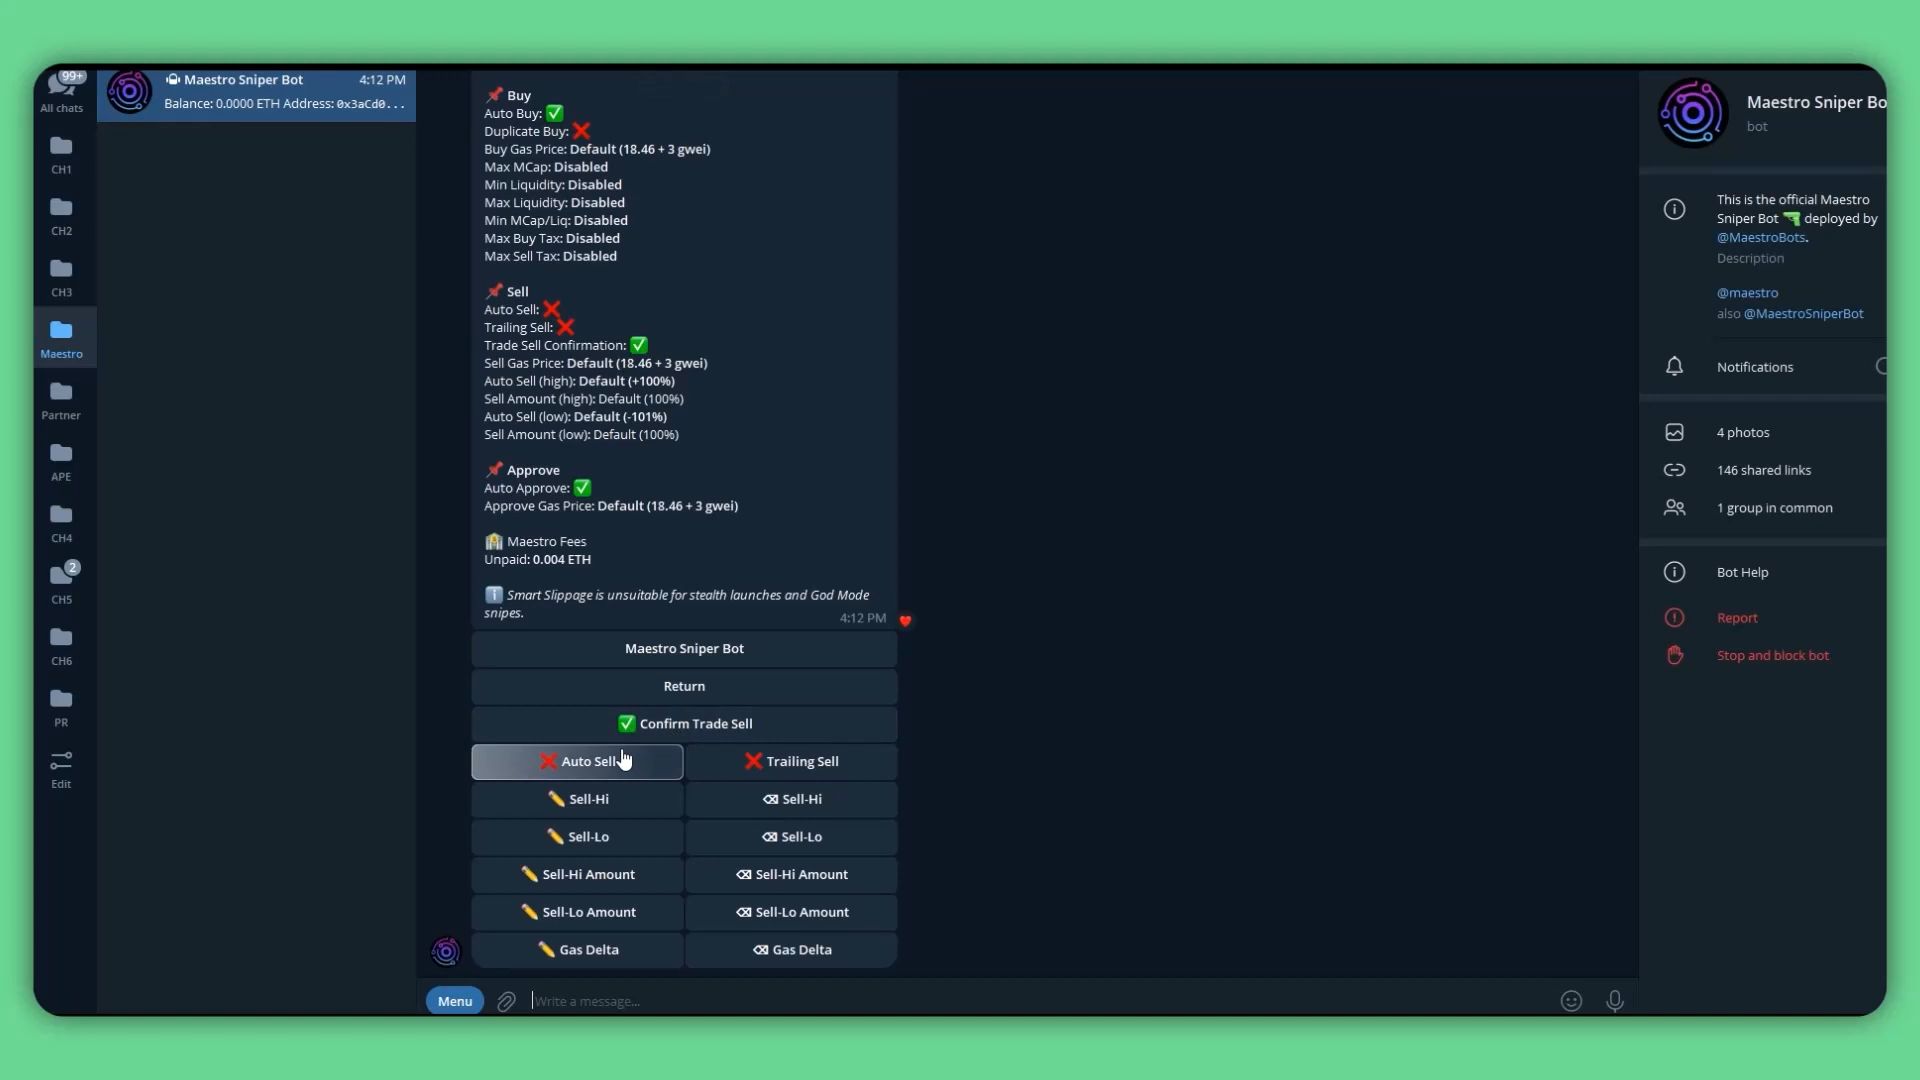 99+
All chats
CH1
CH2
CH3
Maestro
Partner
APE
CH4
2
CH5
CH6
PR
Edit
Maestro Sniper Bot
4:12 PM
Balance: 0.0000 ETH Address: 0x3aCd0...
📌 Buy
Auto Buy: ✅
Duplicate Buy: ❌
Buy Gas Price: Default (18.46 + 3 gwei)
Max MCap: Disabled
Min Liquidity: Disabled
Max Liquidity: Disabled
Min MCap/Liq: Disabled
Max Buy Tax: Disabled
Max Sell Tax: Disabled
📌 Sell
Auto Sell: ❌
Trailing Sell: ❌
Trade Sell Confirmation: ✅
Sell Gas Price: Default (18.46 + 3 gwei)
Auto Sell (high): Default (+100%)
Sell Amount (high): Default (100%)
Auto Sell (low): Default (-101%)
Sell Amount (low): Default (100%)
📌 Approve
Auto Approve: ✅
Approve Gas Price: Default (18.46 + 3 gwei)
🏦 Maestro Fees
Unpaid: 0.004 ETH
ℹ️ Smart Slippage is unsuitable for stealth launches and God Mode
snipes.
4:12 PM
Maestro Sniper Bot
Return
✅ Confirm Trade Sell
❌ Auto Sell
❌ Trailing Sell
✏️ Sell-Hi
⌫ Sell-Hi
✏️ Sell-Lo
⌫ Sell-Lo
✏️ Sell-Hi Amount
⌫ Sell-Hi Amount
✏️ Sell-Lo Amount
⌫ Sell-Lo Amount
✏️ Gas Delta
⌫ Gas Delta
Menu
Write a message...
Maestro Sniper Bo
bot
This is the official Maestro
Sniper Bot 🔫 deployed by
@MaestroBots.
Description
@maestro
also @MaestroSniperBot
Notifications
4 photos
146 shared links
1 group in common
Bot Help
Report
Stop and block bot